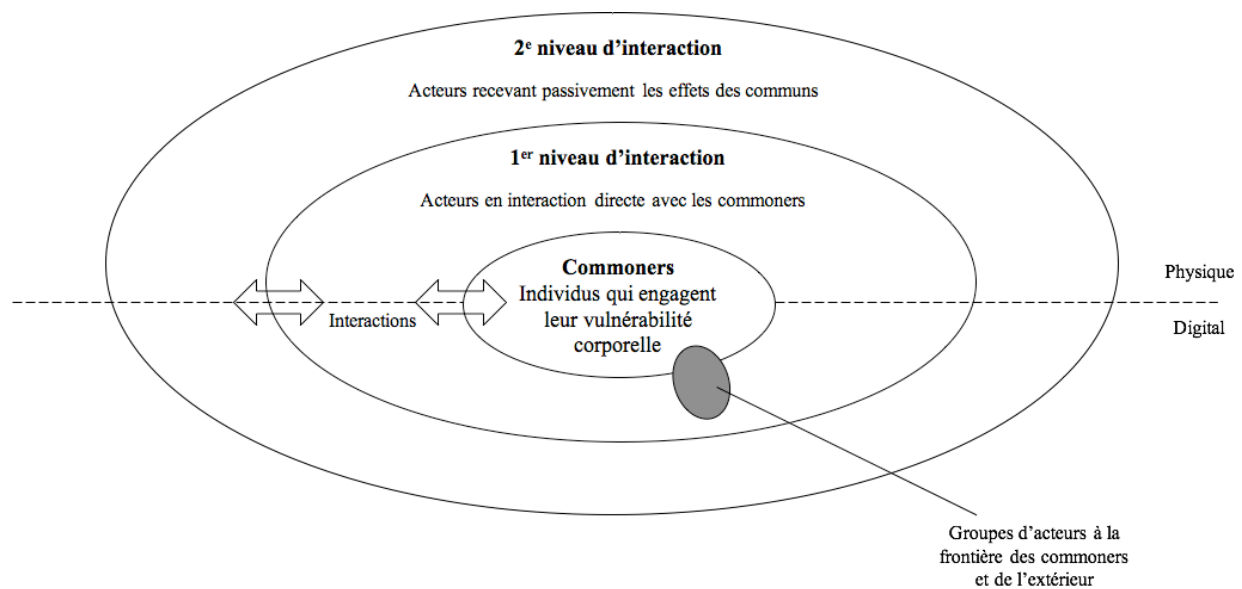 2e niveau d’interaction
Acteurs recevant passivement les effets des communs
1er niveau d’interaction
Acteurs en interaction directe avec les commoners
Commoners
Individus qui engagent
leur vulnérabilité
corporelle
Interactions
Physique
Digital
Groupes d’acteurs à la
frontière des commoners
et de l’extérieur